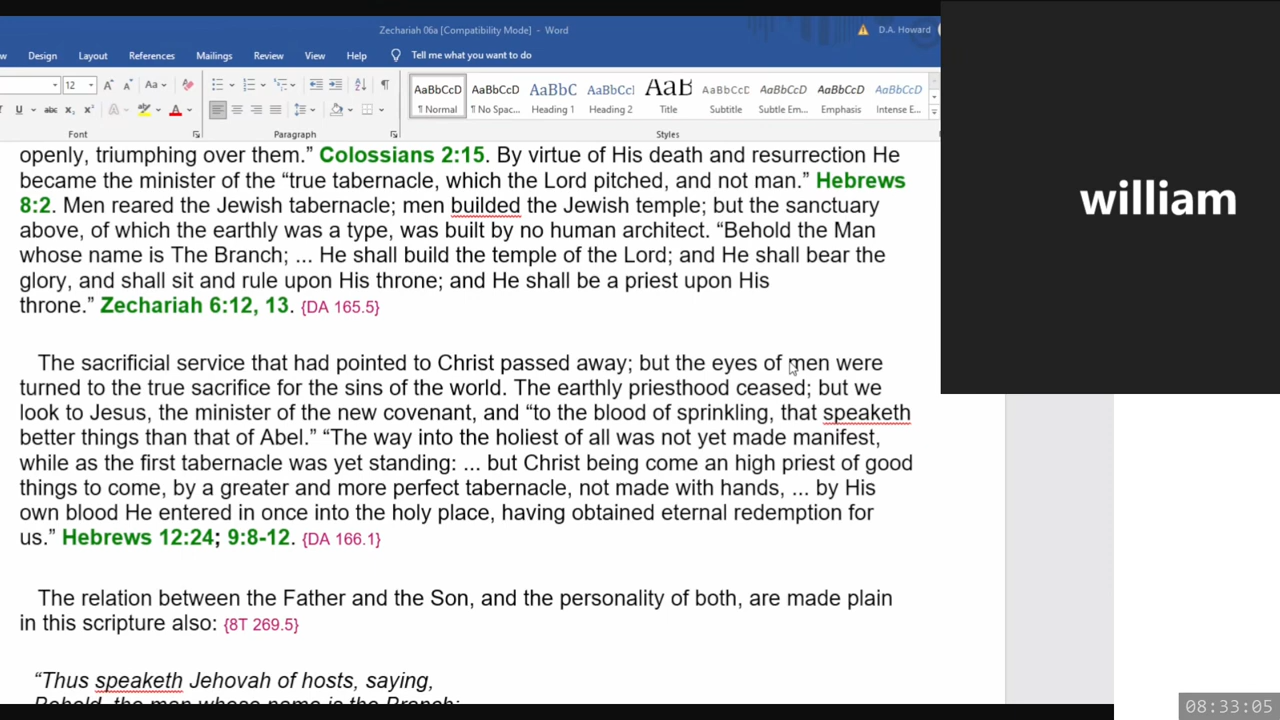 Zechariah 06a [Compatibility Mode] - Word
D.A. Howard
Design Layout References Mailings Review View Help Tell me what you want to do
12 Aa
AaBbCcD AaBbCcD AaBbC AaBbCcl AaB AaBbCcD AaBbCcD AaBbCcD AaBbCcD
¶ Normal ¶ No Spac... Heading 1 Heading 2 Title Subtitle Subtle Em... Emphasis Intense E...
U abc x₂ x² A A
Font Paragraph Styles
openly, triumphing over them.” Colossians 2:15. By virtue of His death and resurrection He
became the minister of the “true tabernacle, which the Lord pitched, and not man.” Hebrews
8:2. Men reared the Jewish tabernacle; men builded the Jewish temple; but the sanctuary
above, of which the earthly was a type, was built by no human architect. “Behold the Man
whose name is The Branch; ... He shall build the temple of the Lord; and He shall bear the
glory, and shall sit and rule upon His throne; and He shall be a priest upon His
throne.” Zechariah 6:12, 13. {DA 165.5}
The sacrificial service that had pointed to Christ passed away; but the eyes of men were
turned to the true sacrifice for the sins of the world. The earthly priesthood ceased; but we
look to Jesus, the minister of the new covenant, and “to the blood of sprinkling, that speaketh
better things than that of Abel.” “The way into the holiest of all was not yet made manifest,
while as the first tabernacle was yet standing: ... but Christ being come an high priest of good
things to come, by a greater and more perfect tabernacle, not made with hands, ... by His
own blood He entered in once into the holy place, having obtained eternal redemption for
us.” Hebrews 12:24; 9:8-12. {DA 166.1}
The relation between the Father and the Son, and the personality of both, are made plain
in this scripture also: {8T 269.5}
“Thus speaketh Jehovah of hosts, saying,
Behold, the man whose name is the Branch:
william
08:33:05